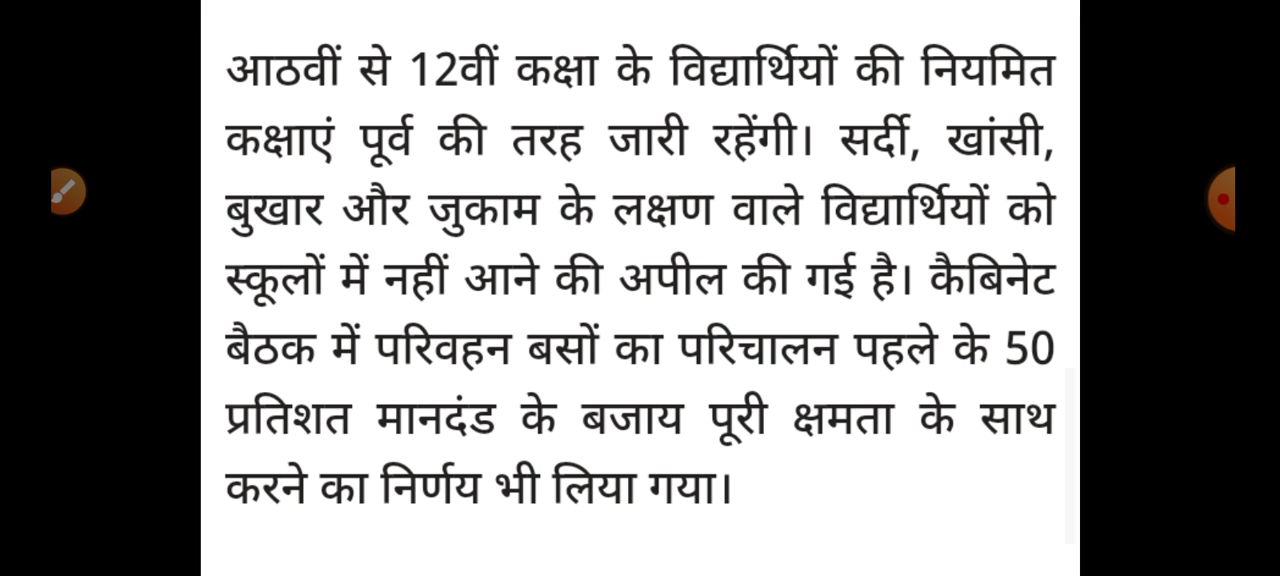 आठवीं से 12वीं कक्षा के विद्यार्थियों की नियमित
कक्षाएं पूर्व की तरह जारी रहेंगी। सर्दी, खांसी,
बुखार और जुकाम के लक्षण वाले विद्यार्थियों को
स्कूलों में नहीं आने की अपील की गई है। कैबिनेट
बैठक में परिवहन बसों का परिचालन पहले के 50
प्रतिशत मानदंड के बजाय पूरी क्षमता के साथ
करने का निर्णय भी लिया गया।